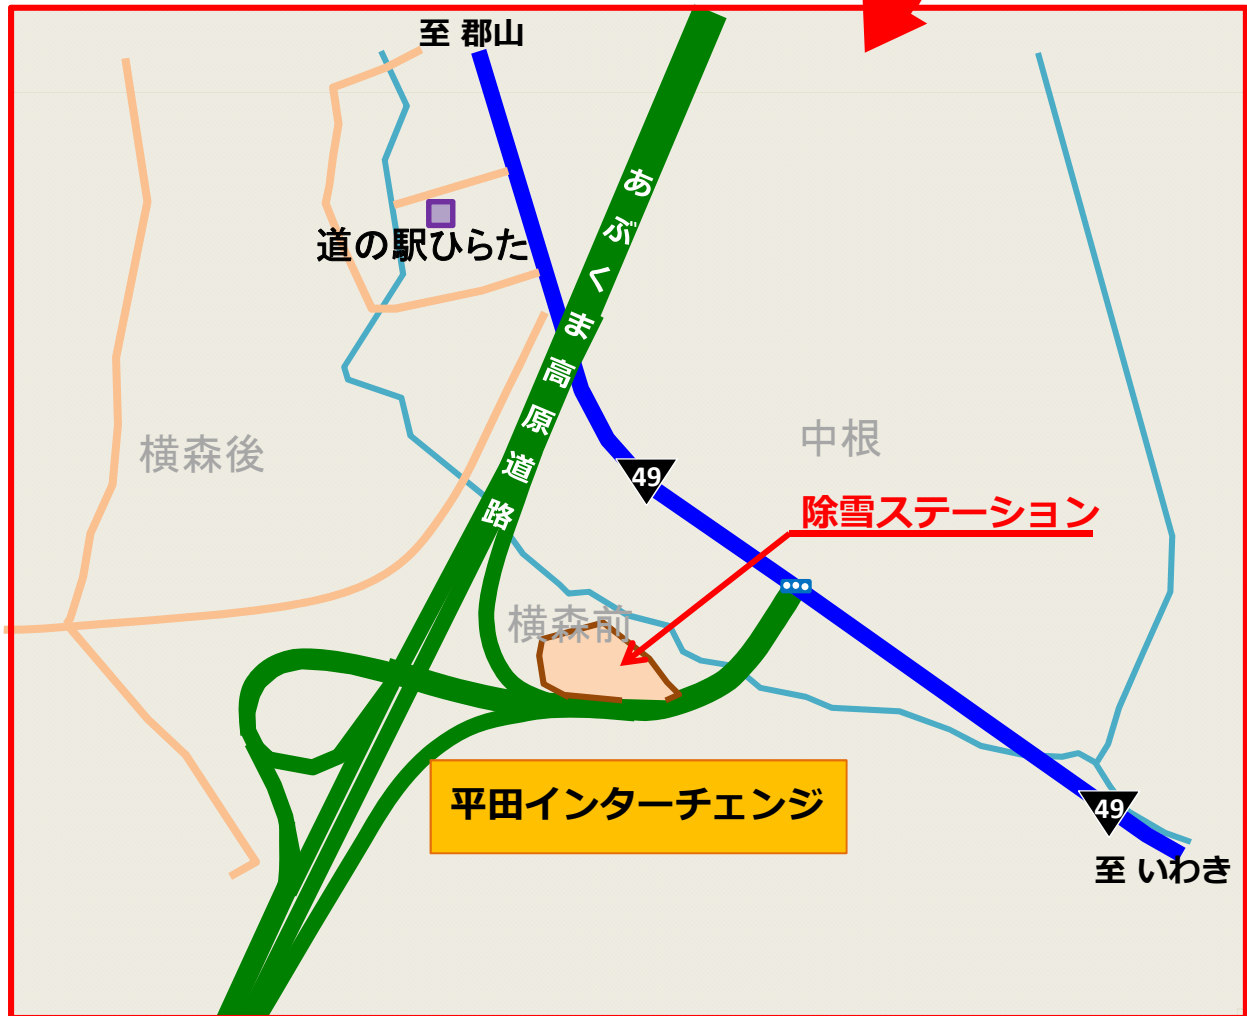 至 郡山
あぶくま高原道路
道の駅ひらた
横森後
中根
49
除雪ステーション
横森前
平田インターチェンジ
49
至 いわき